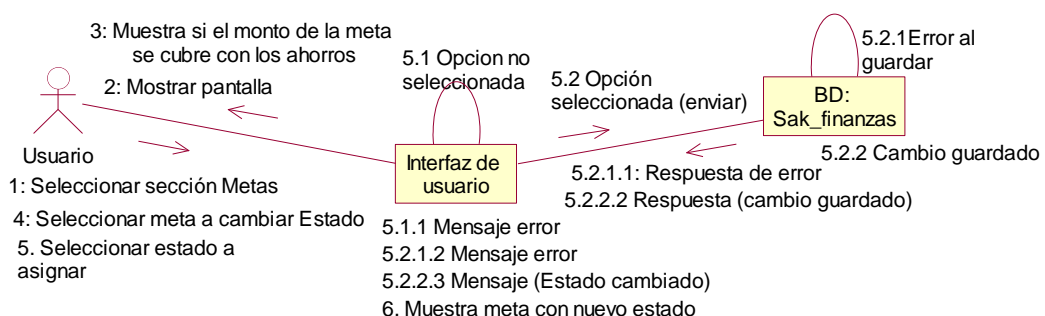 3: Muestra si el monto de la meta
se cubre con los ahorros
2: Mostrar pantalla
Usuario
1: Seleccionar sección Metas
4: Seleccionar meta a cambiar Estado
5. Seleccionar estado a
asignar
5.1 Opcion no
seleccionada
Interfaz de
usuario
5.1.1 Mensaje error
5.2.1.2 Mensaje error
5.2.2.3 Mensaje (Estado cambiado)
6. Muestra meta con nuevo estado
5.2 Opción
seleccionada (enviar)
5.2.1Error al
guardar
BD:
Sak_finanzas
5.2.2 Cambio guardado
5.2.1.1: Respuesta de error
5.2.2.2 Respuesta (cambio guardado)